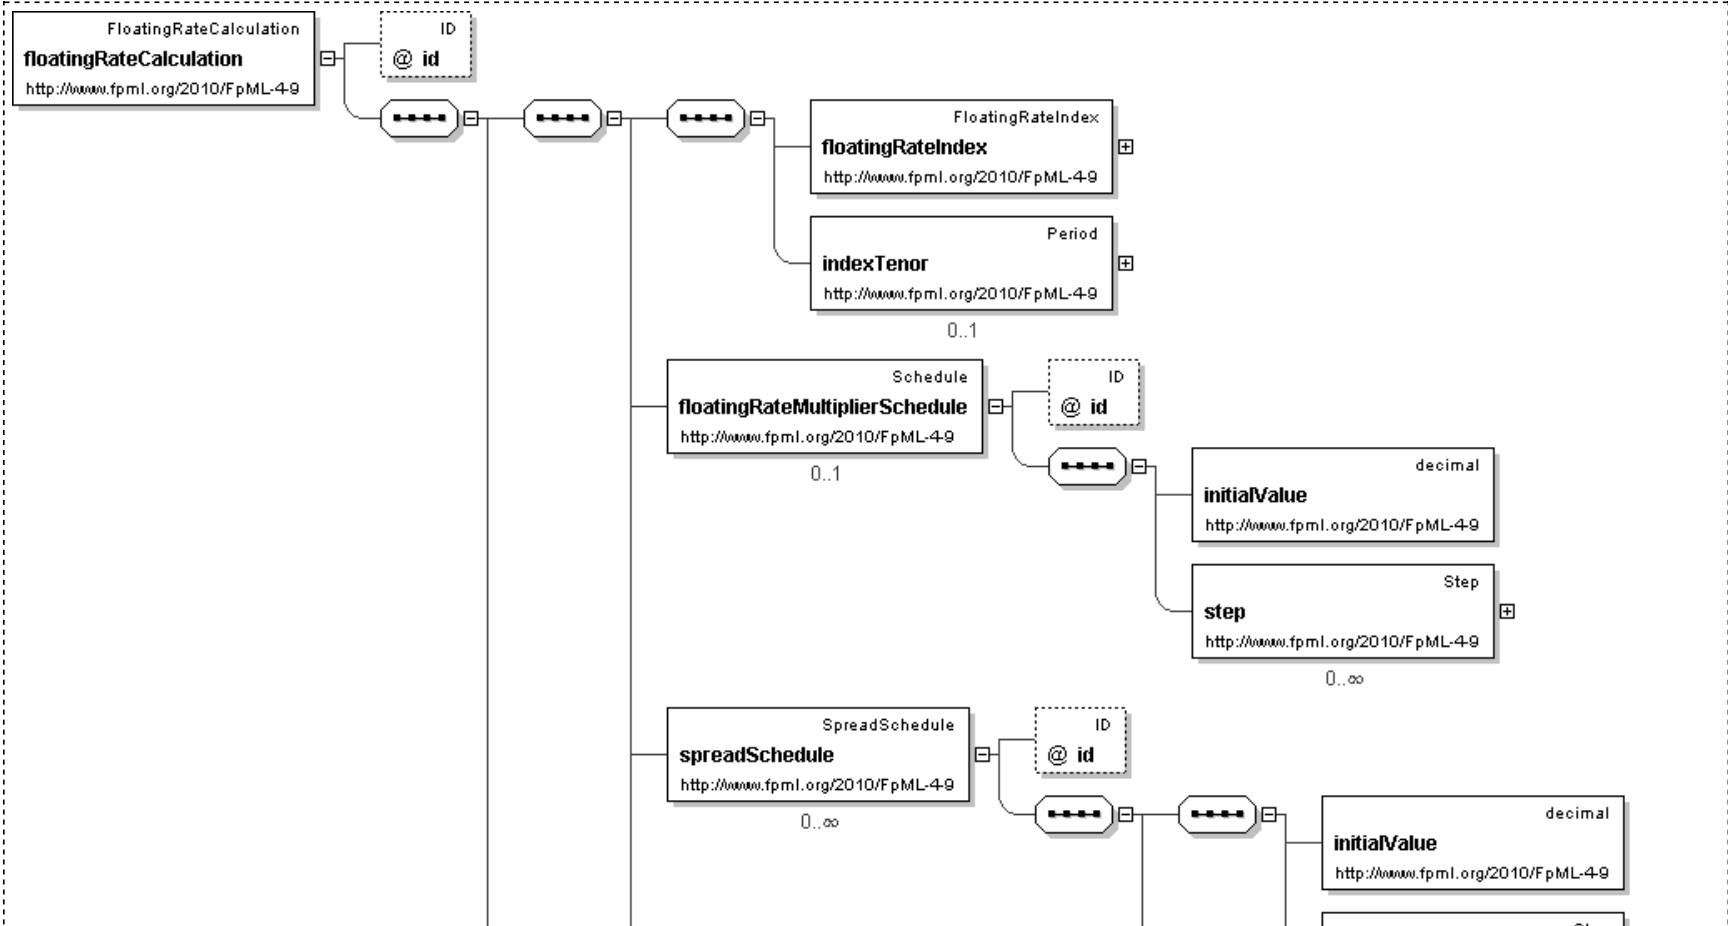 FloatingRateCalculation
floatingRateCalculation
http://www.fpml.org/2010/FpML-4-9
ID
@ id
FloatingRateIndex
floatingRateIndex
http://www.fpml.org/2010/FpML-4-9
Period
indexTenor
http://www.fpml.org/2010/FpML-4-9
0..1
Schedule
floatingRateMultiplierSchedule
http://www.fpml.org/2010/FpML-4-9
0..1
ID
@ id
decimal
initialValue
http://www.fpml.org/2010/FpML-4-9
Step
step
http://www.fpml.org/2010/FpML-4-9
0..∞
SpreadSchedule
spreadSchedule
http://www.fpml.org/2010/FpML-4-9
0..∞
ID
@ id
decimal
initialValue
http://www.fpml.org/2010/FpML-4-9